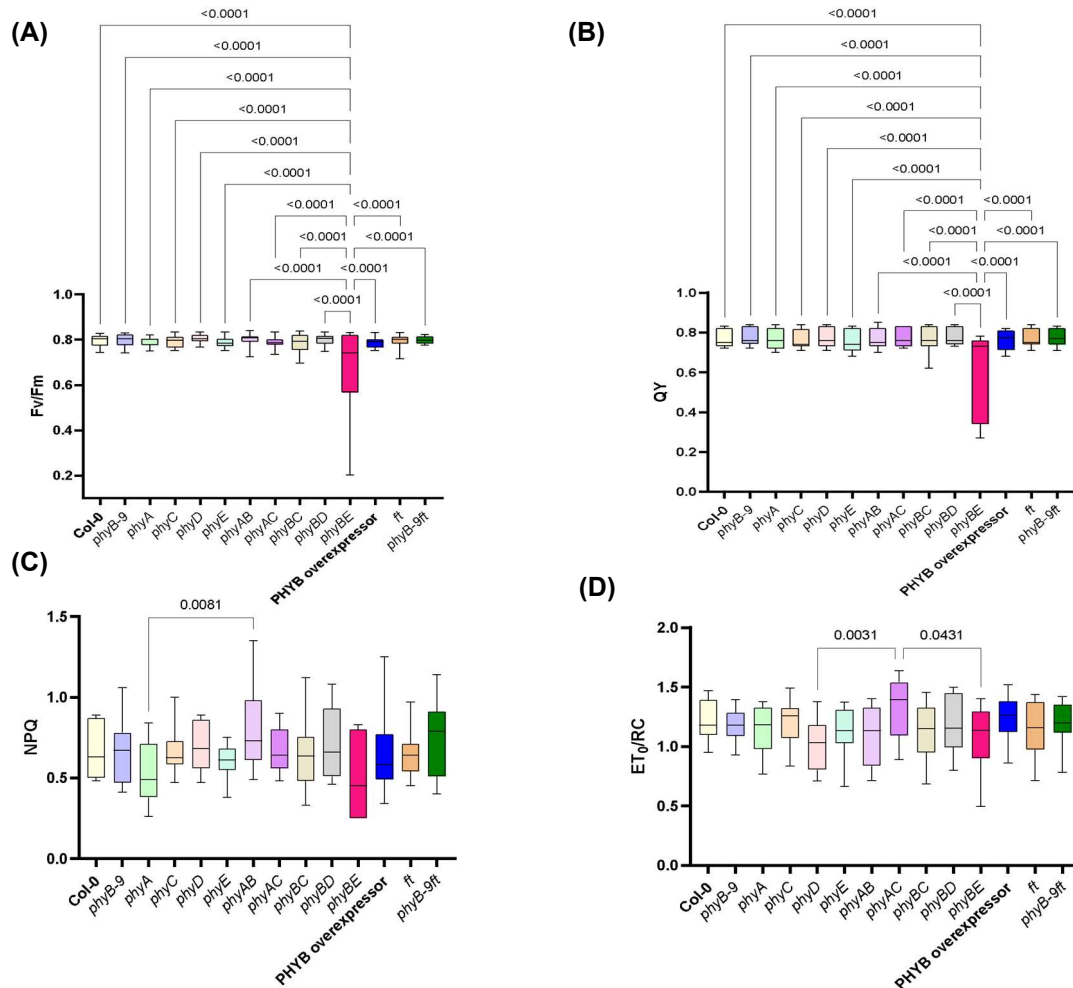 (A)
<0.0001
<0.0001
<0.0001
<0.0001
<0.0001
<0.0001
<0.0001 <0.0001
<0.0001 <0.0001
<0.0001 <0.0001
<0.0001
Fv/Fm
1.0
0.8
0.6
0.4
0.2
Col-0
phyB-9
phyA
phyC
phyD
phyE
phyAB
phyAC
phyBC
phyBD
phyBE
PHYB overexpressor
ft
phyB-9ft
(B)
<0.0001
<0.0001
<0.0001
<0.0001
<0.0001
<0.0001
<0.0001 <0.0001
<0.0001 <0.0001
<0.0001 <0.0001
<0.0001
QY
1.0
0.8
0.6
0.4
0.2
0.0
Col-0
phyB-9
phyA
phyC
phyD
phyE
phyAB
phyAC
phyBC
phyBD
phyBE
PHYB overexpressor
ft
phyB-9ft
(C)
0.0081
NPQ
1.5
1.0
0.5
0.0
Col-0
phyB-9
phyA
phyC
phyD
phyE
phyAB
phyAC
phyBC
phyBD
phyBE
PHYB overexpressor
ft
phyB-9ft
(D)
0.0031 0.0431
ET₀/RC
2.0
1.5
1.0
0.5
0.0
Col-0
phyB-9
phyA
phyC
phyD
phyE
phyAB
phyAC
phyBC
phyBD
phyBE
PHYB overexpressor
ft
phyB-9ft